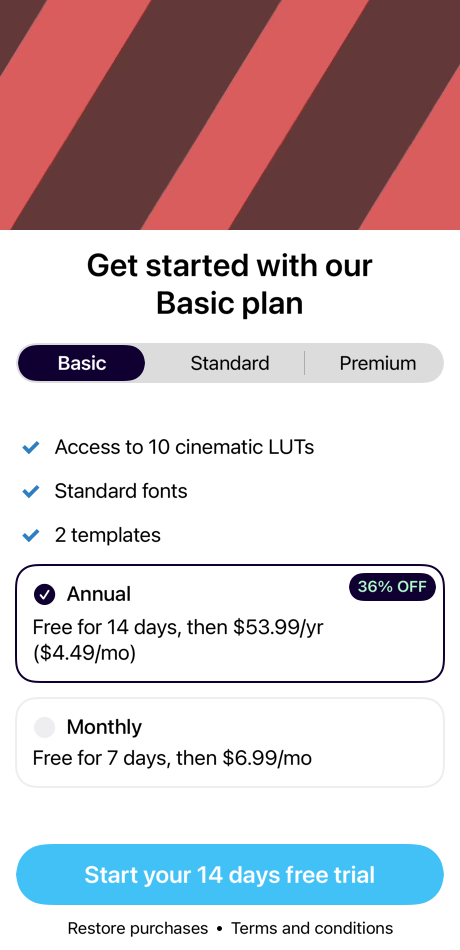 Get started with our
Basic plan
Basic
Standard
Premium
Access to 10 cinematic LUTs
Standard fonts
2 templates
Annual
36% OFF
Free for 14 days, then $53.99/yr
($4.49/mo)
Monthly
Free for 7 days, then $6.99/mo
Start your 14 days free trial
Restore purchases • Terms and conditions